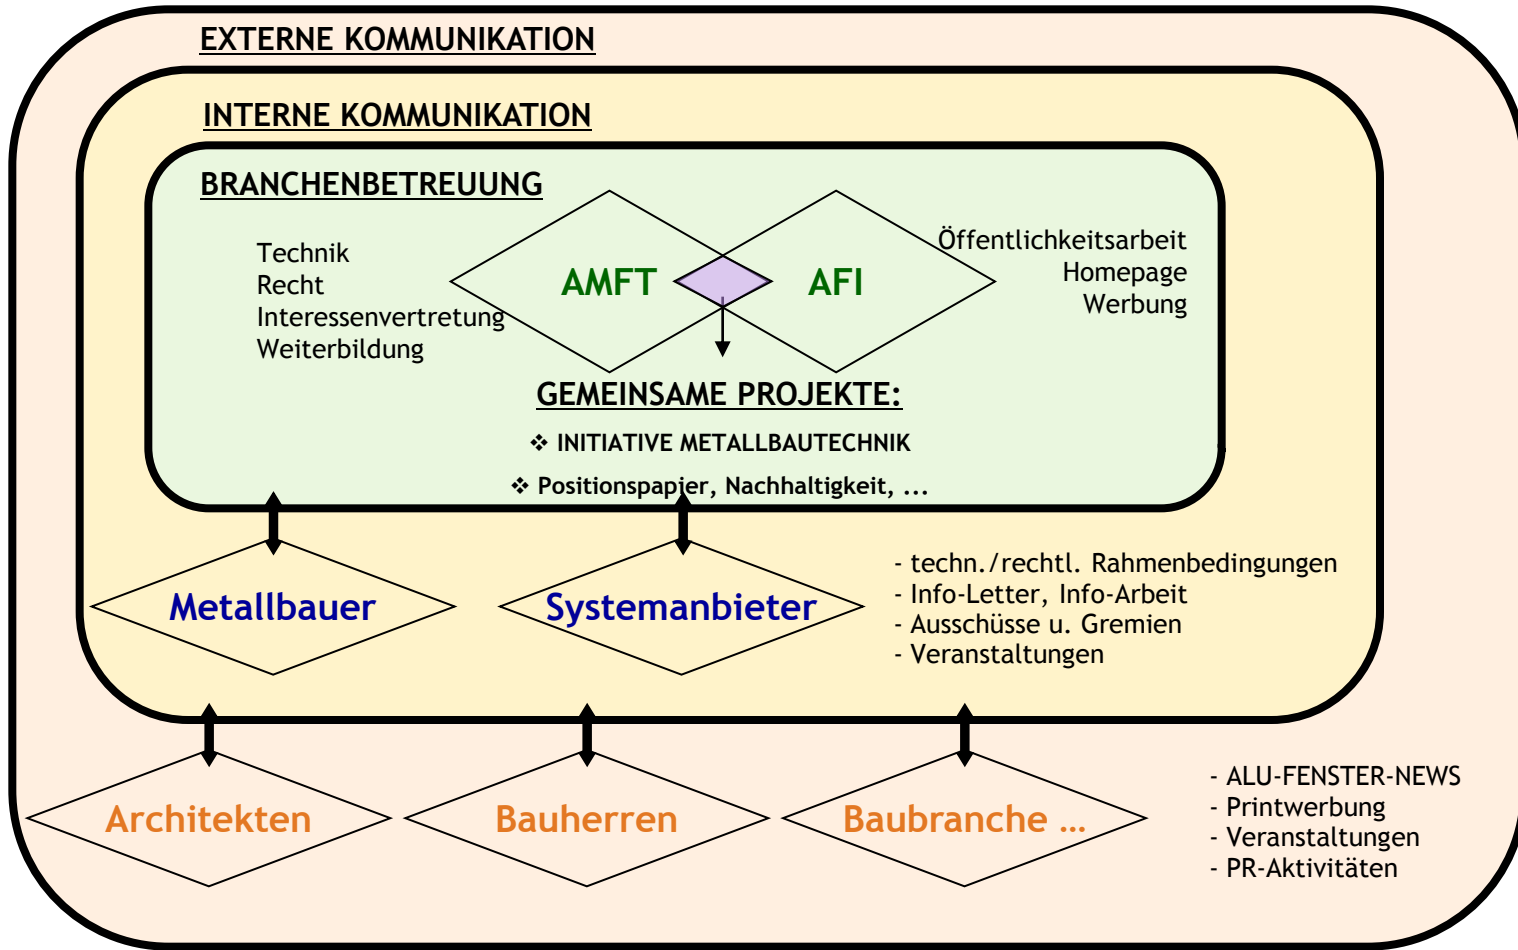 EXTERNE KOMMUNIKATION
INTERNE KOMMUNIKATION
BRANCHENBETREUUNG
Technik
Recht
Interessenvertretung
Weiterbildung
AMFT
AFI
Öffentlichkeitsarbeit
Homepage
Werbung
GEMEINSAME PROJEKTE:
❖ INITIATIVE METALLBAUTECHNIK
❖ Positionspapier, Nachhaltigkeit, ...
Metallbauer
Systemanbieter
- techn./rechtl. Rahmenbedingungen
- Info-Letter, Info-Arbeit
- Ausschüsse u. Gremien
- Veranstaltungen
Architekten
Bauherren
Baubranche ...
- ALU-FENSTER-NEWS
- Printwerbung
- Veranstaltungen
- PR-Aktivitäten